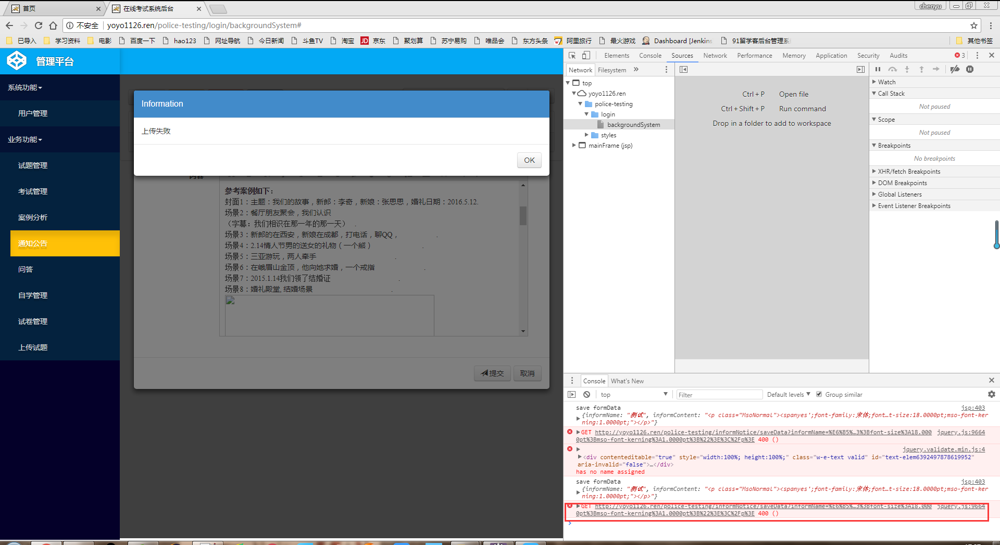 首页
在线考试系统后台
chenyu
不安全 yoyo1126.ren/police-testing/login/backgroundSystem#
已导入 学习资料 电影 百度一下 hao123 网址导航 今日新闻 斗鱼TV 淘宝 JD 京东 聚划算 苏宁易购 唯品会 东方头条 阿里旅行 最火游戏 Dashboard [Jenkins 91留学客后台管理系 其他书签
管理平台
系统功能
用户管理
业务功能
试题管理
考试管理
案例分析
通知公告
问答
自学管理
试卷管理
上传试题
Information
上传失败
OK
内容
参考案例如下：
封面1：主题：我们的故事，新郎：李奇，新娘：张思思，婚礼日期：2016.5.12.
场景2：餐厅朋友聚会，我们认识
（字幕：我们相识在那一年的那一天） .
场景3：新郎的在西安，新娘在成都，打电话，聊QQ， .
场景4：2.14情人节男的送女的礼物（一个熊） .
场景5：三亚游玩，两人牵手 .
场景6：在峨眉山金顶，他向她求婚，一个戒指 .
场景7：2015.1.14我们领了结婚证 .
场景8：婚礼殿堂, 结婚场景 .
提交 取消
Elements Console Sources Network Performance Memory Application Security Audits 3
Network Filesystem »
top
yoyo1126.ren
police-testing
login
backgroundSystem
styles
mainFrame (jsp)
Ctrl + P Open file
Ctrl + Shift + P Run command
Drop in a folder to add to workspace
Watch
Call Stack
Not paused
Scope
Not paused
Breakpoints
No breakpoints
XHR/fetch Breakpoints
DOM Breakpoints
Global Listeners
Event Listener Breakpoints
Console What's New
top Filter Default levels Group similar
save formData jsp:403
{informName: "测试", informContent: "<p class="MsoNormal"><spanyes';font-family:宋体;font…t-size:18.0000pt;mso-font-ker
ning:1.0000pt;"></p>"}
GET http://yoyo1126.ren/police-testing/informNotice/saveData?informName=%E6%B5%…3%3Bfont-size%3A18.000 jquery.js:9664
0pt%3Bmso-font-kerning%3A1.0000pt%3B%22%3E%3C%2Fp%3E 400 ()
jquery.validate.min.js:4
<div contenteditable="true" style="width:100%; height:100%;" class="w-e-text valid" id="text-elem6392497878619952"
aria-invalid="false">…</div>
has no name assigned
save formData jsp:403
{informName: "测试", informContent: "<p class="MsoNormal"><spanyes';font-family:宋体;font…t-size:18.0000pt;mso-font-ker
ning:1.0000pt;"></p>"}
GET http://yoyo1126.ren/police-testing/informNotice/saveData?informName=%E6%B5%…3%3Bfont-size%3A18.000 jquery.js:9664
0pt%3Bmso-font-kerning%3A1.0000pt%3B%22%3E%3C%2Fp%3E 400 ()